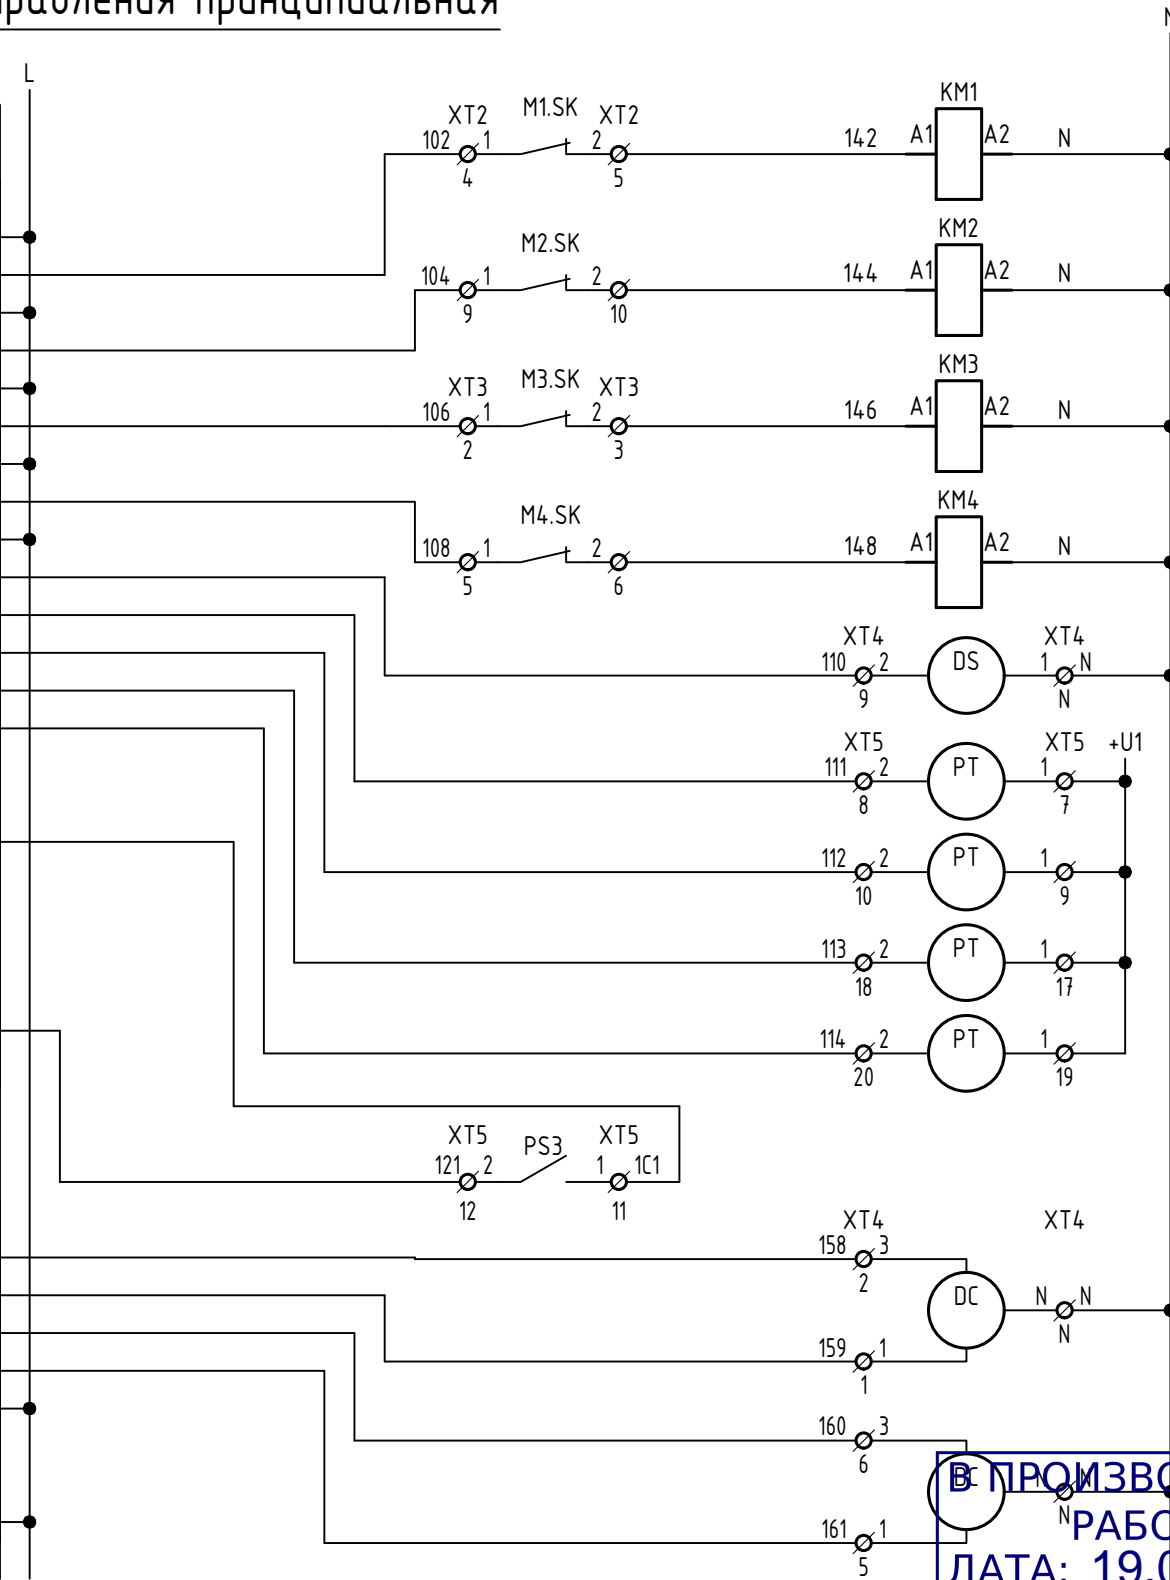 управления принципиальная
L
XT2 M1.SK XT2 KM1
102 1 2 142 A1 A2 N
4 5
M2.SK KM2
104 1 2 144 A1 A2 N
9 10
XT3 M3.SK XT3 KM3
106 1 2 146 A1 A2 N
2 3
M4.SK KM4
108 1 2 148 A1 A2 N
5 6
XT4 XT4
110 2 DS 1 N
9 N
XT5 XT5 +U1
111 2 PT 1
8 7
112 2 PT 1
10 9
113 2 PT 1
18 17
114 2 PT 1
20 19
XT5 PS3 XT5
121 2 1 1C1
12 11
XT4 XT4
158 3
2
DC N N
N
159 1
1
160 3
6
DC N N
N
161 1
5
В ПРОИЗВО
РАБО
ДАТА: 19.0